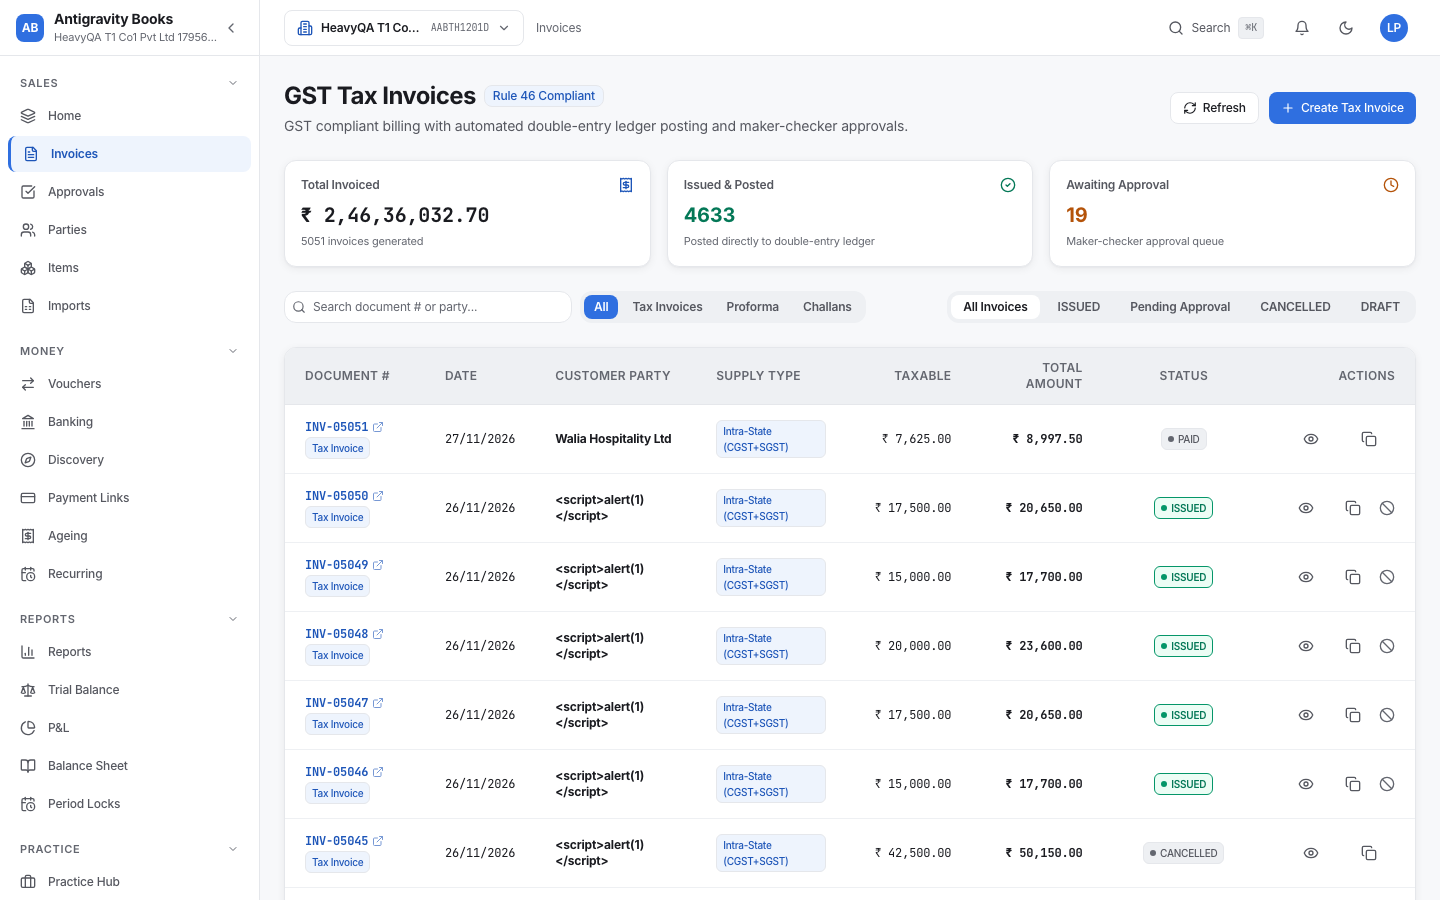 AB
Antigravity Books
HeavyQA T1 Co1 Pvt Ltd 17956...
HeavyQA T1 Co...
AABTH1201D
Invoices
Search
⌘K
LP
SALES
Home
Invoices
Approvals
Parties
Items
Imports
MONEY
Vouchers
Banking
Discovery
Payment Links
Ageing
Recurring
REPORTS
Reports
Trial Balance
P&L
Balance Sheet
Period Locks
PRACTICE
Practice Hub
GST Tax Invoices
Rule 46 Compliant
GST compliant billing with automated double-entry ledger posting and maker-checker approvals.
Refresh
Create Tax Invoice
Total Invoiced
₹ 2,46,36,032.70
5051 invoices generated
Issued & Posted
4633
Posted directly to double-entry ledger
Awaiting Approval
19
Maker-checker approval queue
Search document # or party...
All
Tax Invoices
Proforma
Challans
All Invoices
ISSUED
Pending Approval
CANCELLED
DRAFT
DOCUMENT #
DATE
CUSTOMER PARTY
SUPPLY TYPE
TAXABLE
TOTAL
AMOUNT
STATUS
ACTIONS
INV-05051
Tax Invoice
27/11/2026
Walia Hospitality Ltd
Intra-State
(CGST+SGST)
₹ 7,625.00
₹ 8,997.50
PAID
INV-05050
Tax Invoice
26/11/2026
<script>alert(1)
</script>
Intra-State
(CGST+SGST)
₹ 17,500.00
₹ 20,650.00
ISSUED
INV-05049
Tax Invoice
26/11/2026
<script>alert(1)
</script>
Intra-State
(CGST+SGST)
₹ 15,000.00
₹ 17,700.00
ISSUED
INV-05048
Tax Invoice
26/11/2026
<script>alert(1)
</script>
Intra-State
(CGST+SGST)
₹ 20,000.00
₹ 23,600.00
ISSUED
INV-05047
Tax Invoice
26/11/2026
<script>alert(1)
</script>
Intra-State
(CGST+SGST)
₹ 17,500.00
₹ 20,650.00
ISSUED
INV-05046
Tax Invoice
26/11/2026
<script>alert(1)
</script>
Intra-State
(CGST+SGST)
₹ 15,000.00
₹ 17,700.00
ISSUED
INV-05045
Tax Invoice
26/11/2026
<script>alert(1)
</script>
Intra-State
(CGST+SGST)
₹ 42,500.00
₹ 50,150.00
CANCELLED